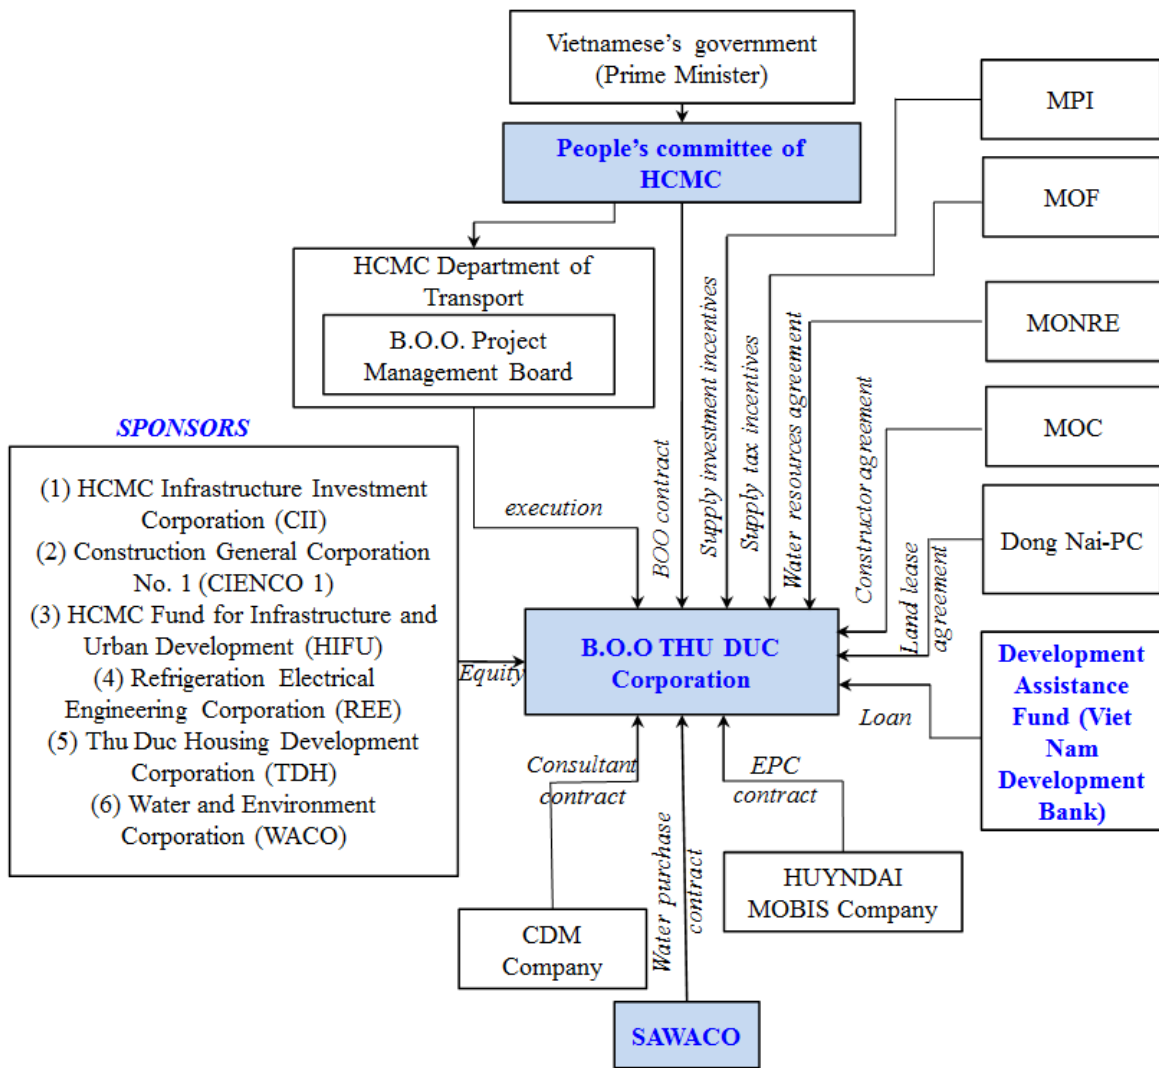 Vietnamese's government
(Prime Minister)
MPI
People's committee of
HCMC
MOF
HCMC Department of
Transport
B.O.O. Project
Management Board
MONRE
MOC
Dong Nai-PC
SPONSORS
(1) HCMC Infrastructure Investment
Corporation (CII)
(2) Construction General Corporation
No. 1 (CIENCO 1)
(3) HCMC Fund for Infrastructure and
Urban Development (HIFU)
(4) Refrigeration Electrical
Engineering Corporation (REE)
(5) Thu Duc Housing Development
Corporation (TDH)
(6) Water and Environment
Corporation (WACO)
execution
BOO contract
Supply investment incentives
Supply tax incentives
Water resources agreement
Constructor agreement
Land lease
agreement
Equity
B.O.O THU DUC
Corporation
Loan
Development
Assistance
Fund (Viet
Nam
Development
Bank)
Consultant
contract
Water purchase
contract
EPC
contract
CDM
Company
HUYNDAI
MOBIS Company
SAWACO